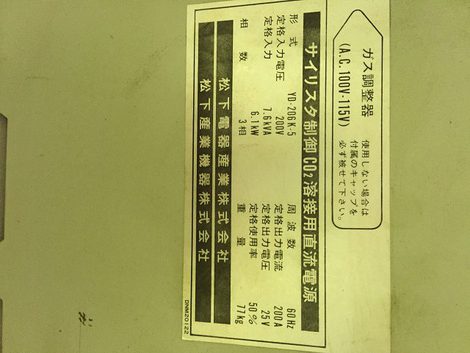 ガス調整器
(A.C.100V-115V)
使用しない場合は
付属のキャップを
必ず被せて下さい。
サイリスタ制御CO2溶接用直流電源
形式 YD-206K-5
定格入力電圧 200V
定格入力 7.6kVA
6.1kW
相数 3相
周波数 60Hz
定格出力電流 200A
定格出力電圧 25V
定格使用率 50%
重量 77kg
松下電器産業株式会社
松下産業機器株式会社
DNM20122